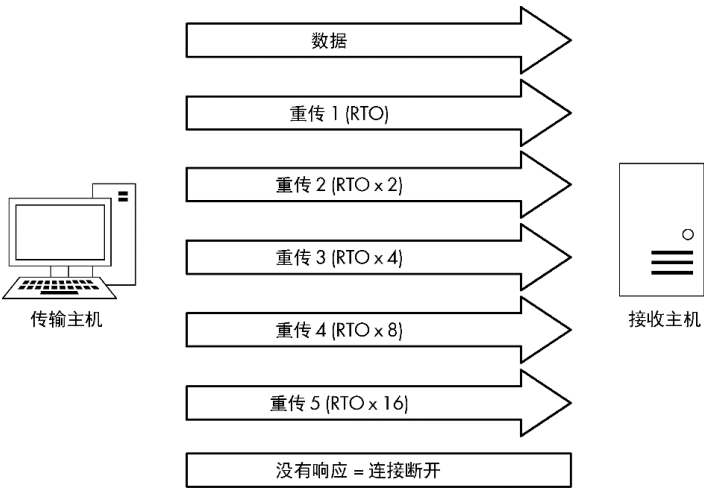 数据
重传 1 (RTO)
重传 2 (RTO x 2)
重传 3 (RTO x 4)
传输主机
接收主机
重传 4 (RTO x 8)
重传 5 (RTO x 16)
没有响应 = 连接断开